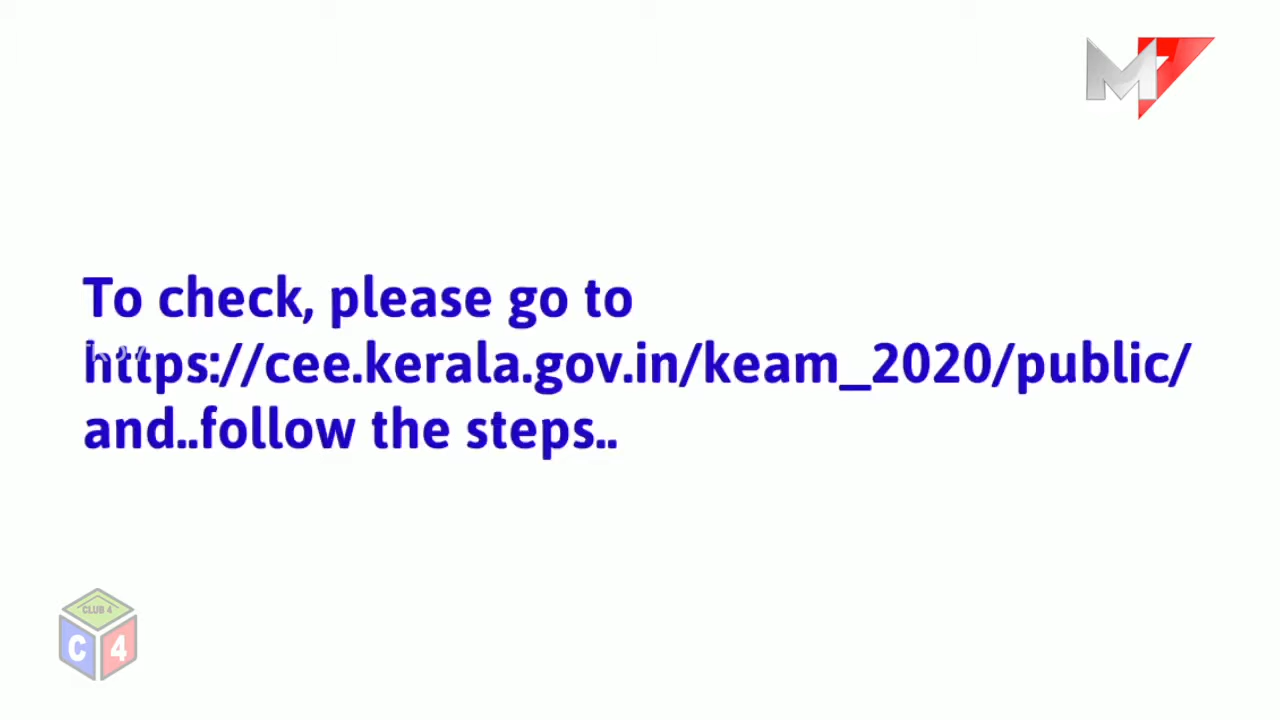 M7
To check, please go to
https://cee.kerala.gov.in/keam_2020/public/
and..follow the steps..
CLUB 4
C 4